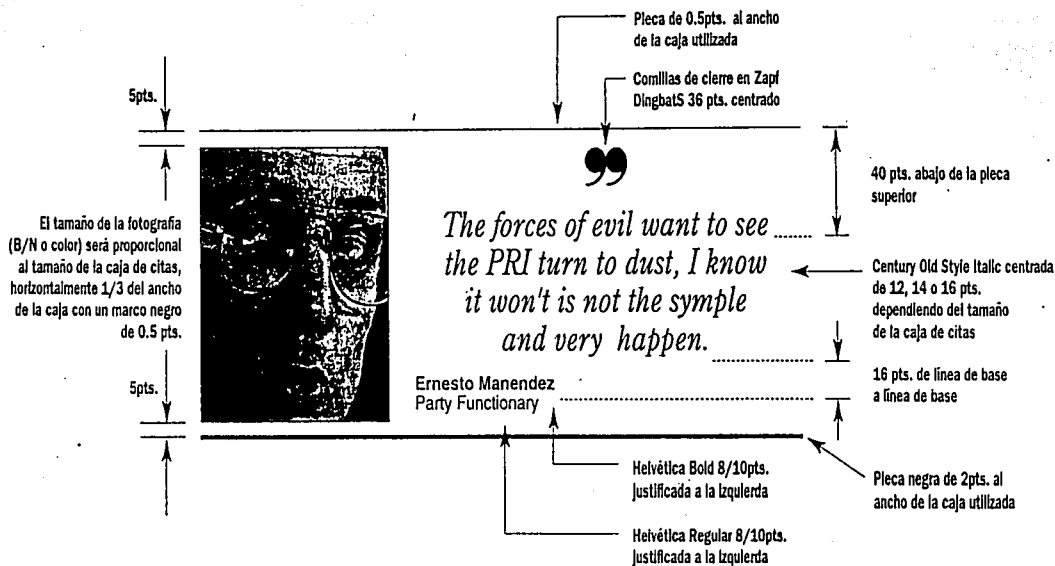 Pleca de 0.5pts. al ancho
de la caja utilizada
Comillas de cierre en Zapf
DingbatS 36 pts. centrado
5pts.
40 pts. abajo de la pleca
superior
El tamaño de la fotografía
(B/N o color) será proporcional
al tamaño de la caja de citas,
horizontalmente 1/3 del ancho
de la caja con un marco negro
de 0.5 pts.
❞
The forces of evil want to see
the PRI turn to dust, I know
it won't is not the symple
and very happen.
Century Old Style Italic centrada
de 12, 14 o 16 pts.
dependiendo del tamaño
de la caja de citas
5pts.
Ernesto Manendez
Party Functionary
16 pts. de línea de base
a línea de base
Helvética Bold 8/10pts.
Justificada a la izquierda
Pleca negra de 2pts. al
ancho de la caja utilizada
Helvética Regular 8/10pts.
Justificada a la izquierda